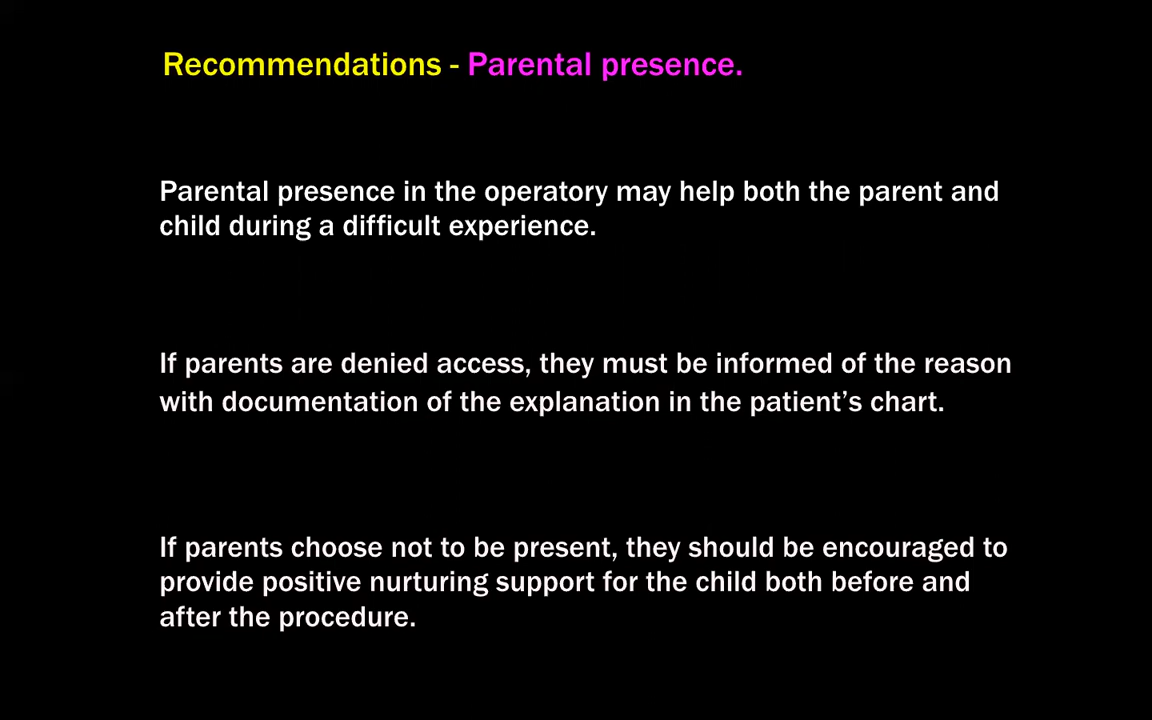 Recommendations - Parental presence.
Parental presence in the operatory may help both the parent and
child during a difficult experience.
If parents are denied access, they must be informed of the reason
with documentation of the explanation in the patient’s chart.
If parents choose not to be present, they should be encouraged to
provide positive nurturing support for the child both before and
after the procedure.